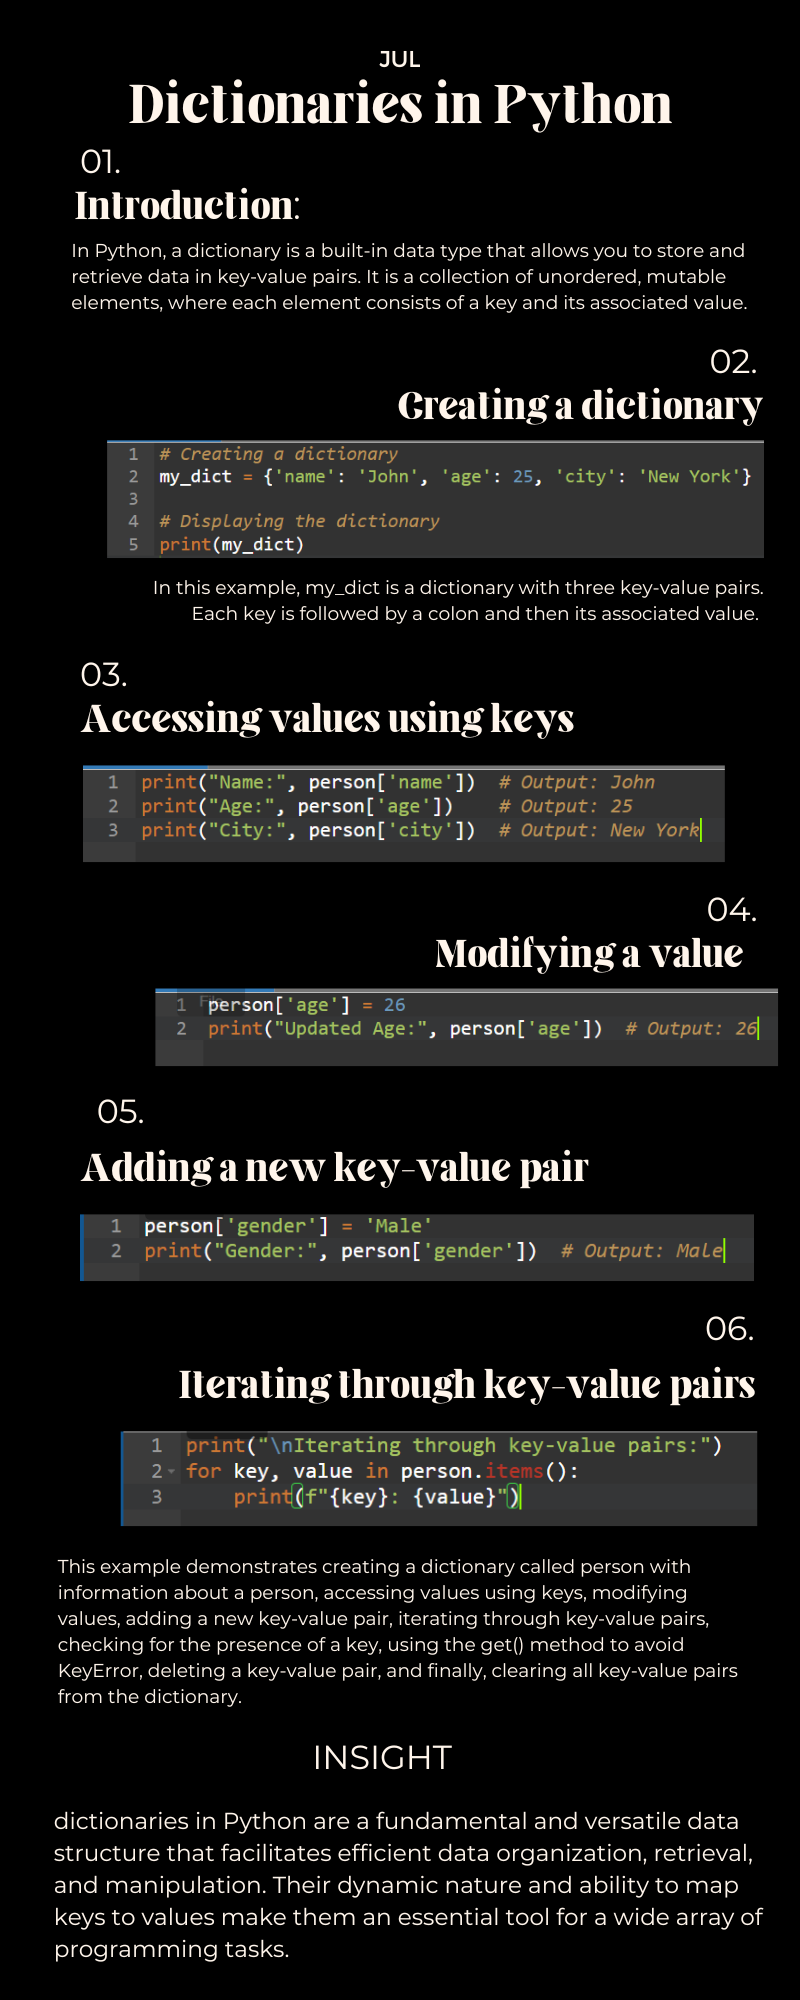 JUL
Dictionaries in Python
01.
Introduction:
In Python, a dictionary is a built-in data type that allows you to store and
retrieve data in key-value pairs. It is a collection of unordered, mutable
elements, where each element consists of a key and its associated value.
02.
Creating a dictionary
1 # Creating a dictionary
2 my_dict = {'name': 'John', 'age': 25, 'city': 'New York'}
3
4 # Displaying the dictionary
5 print(my_dict)
In this example, my_dict is a dictionary with three key-value pairs.
Each key is followed by a colon and then its associated value.
03.
Accessing values using keys
1 print("Name:", person['name'])  # Output: John
2 print("Age:", person['age'])    # Output: 25
3 print("City:", person['city'])  # Output: New York
04.
Modifying a value
File
1 person['age'] = 26
2 print("Updated Age:", person['age'])  # Output: 26
05.
Adding a new key-value pair
1 person['gender'] = 'Male'
2 print("Gender:", person['gender'])  # Output: Male
06.
Iterating through key-value pairs
1 print("\nIterating through key-value pairs:")
2 for key, value in person.items():
3     print(f"{key}: {value}")
This example demonstrates creating a dictionary called person with
information about a person, accessing values using keys, modifying
values, adding a new key-value pair, iterating through key-value pairs,
checking for the presence of a key, using the get() method to avoid
KeyError, deleting a key-value pair, and finally, clearing all key-value pairs
from the dictionary.
INSIGHT
dictionaries in Python are a fundamental and versatile data
structure that facilitates efficient data organization, retrieval,
and manipulation. Their dynamic nature and ability to map
keys to values make them an essential tool for a wide array of
programming tasks.